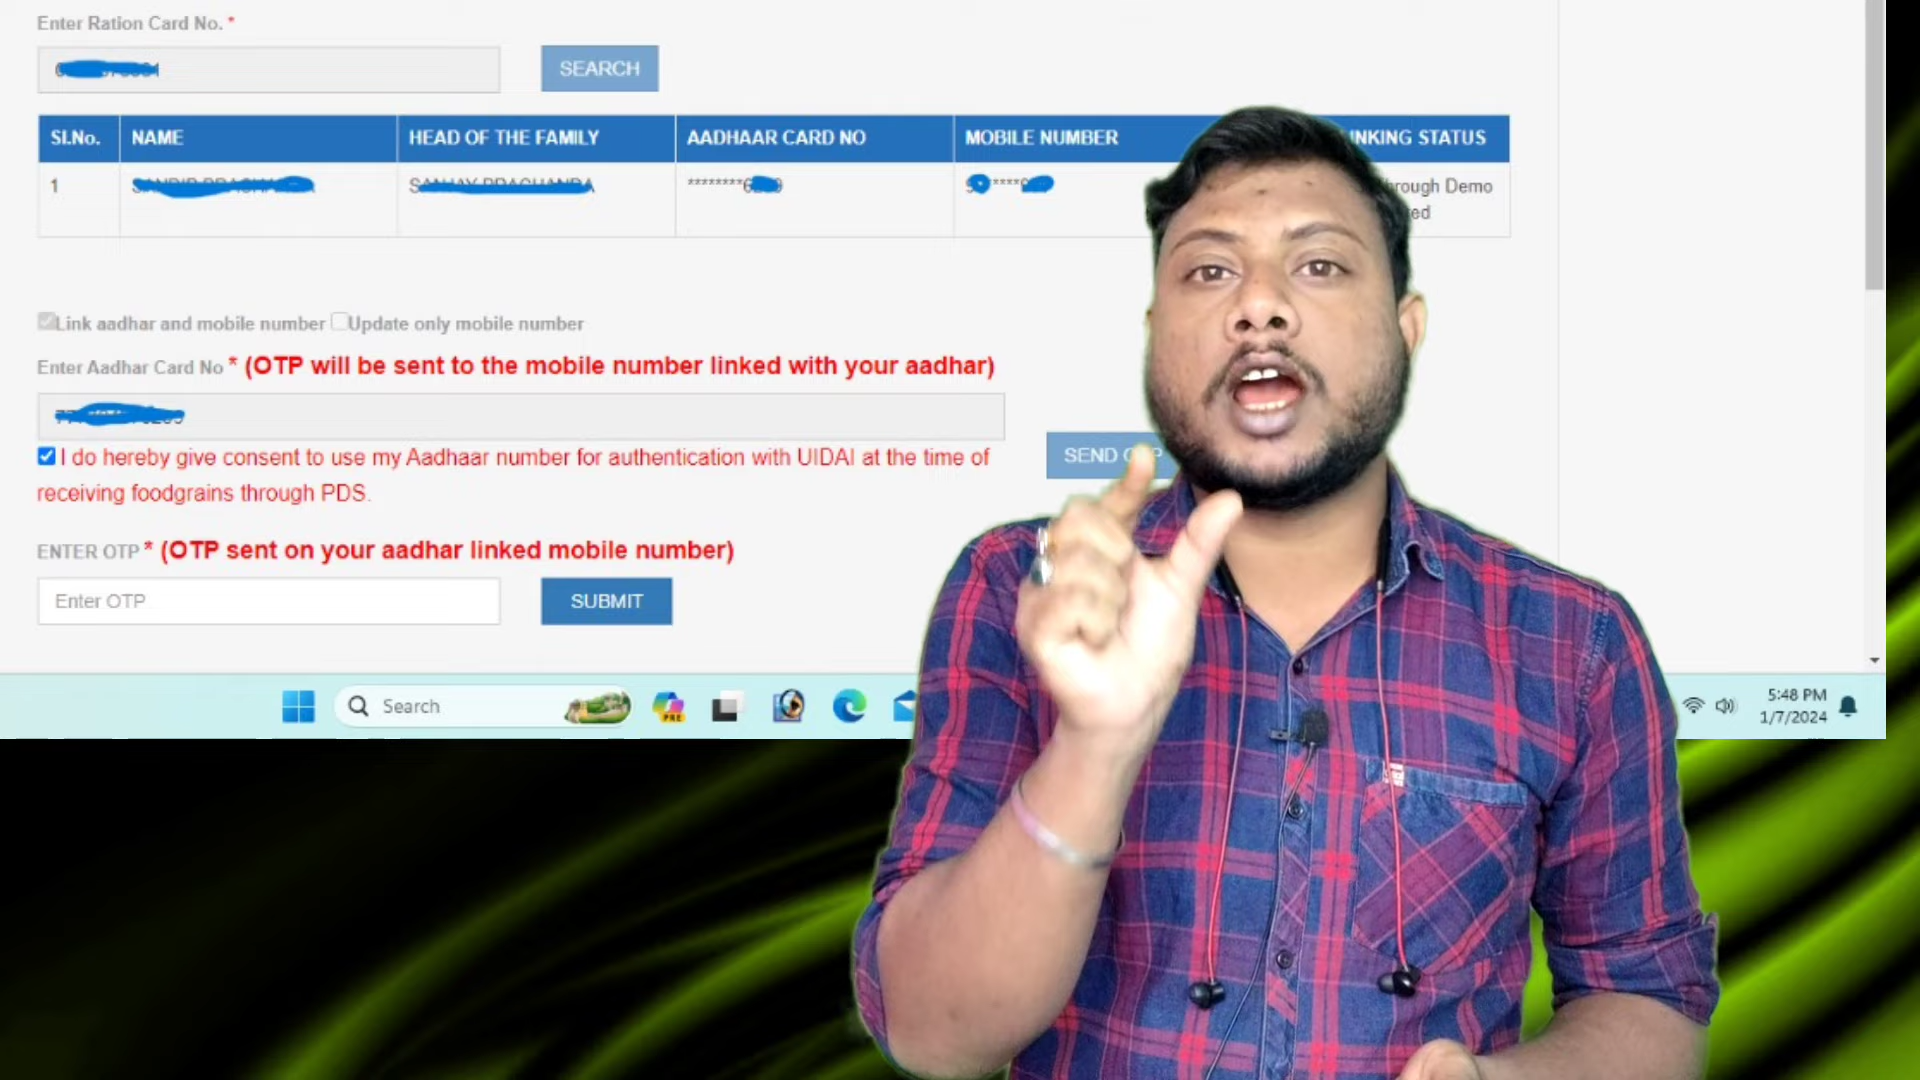 Enter Ration Card No. *
SEARCH
Sl.No. NAME HEAD OF THE FAMILY AADHAAR CARD NO MOBILE NUMBER STATUS
1 Demo
Link aadhar and mobile number Update only mobile number
Enter Aadhar Card No * (OTP will be sent to the mobile number linked with your aadhar)
I do hereby give consent to use my Aadhaar number for authentication with UIDAI at the time of
SEND
receiving foodgrains through PDS.
ENTER OTP * (OTP sent on your aadhar linked mobile number)
Enter OTP SUBMIT
Search PRE
5:48 PM
1/7/2024